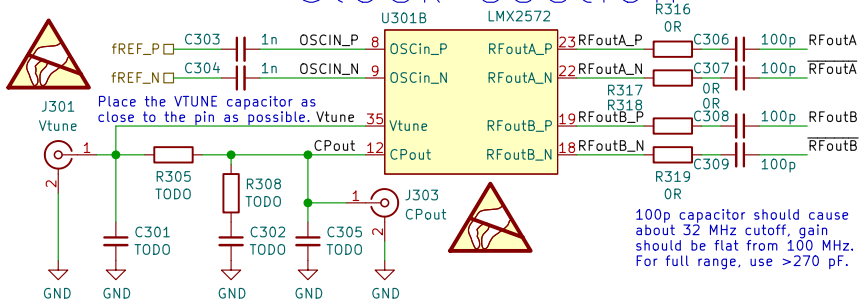 R316
U301B
LMX2572
0R
C303
1n
OSCIN_P
8
OSCin_P
RFoutA_P
23
RFoutA_P
C306
100p
RFoutA
fREF_P
fREF_N
C304
1n
OSCIN_N
9
OSCin_N
RFoutA_N
22
RFoutA_N
C307
100p
RFoutA
R317
0R
R318
0R
J301
Vtune
Place the VTUNE capacitor as
close to the pin as possible.
Vtune
35
Vtune
RFoutB_P
19
RFoutB_P
C308
100p
RFoutB
1
CPout
12
CPout
RFoutB_N
18
RFoutB_N
C309
100p
RFoutB
2
R305
TODO
R308
TODO
1
J303
CPout
R319
0R
2
C301
TODO
C302
TODO
C305
TODO
100p capacitor should cause
about 32 MHz cutoff, gain
should be flat from 100 MHz.
For full range, use >270 pF.
GND
GND
GND
GND
GND